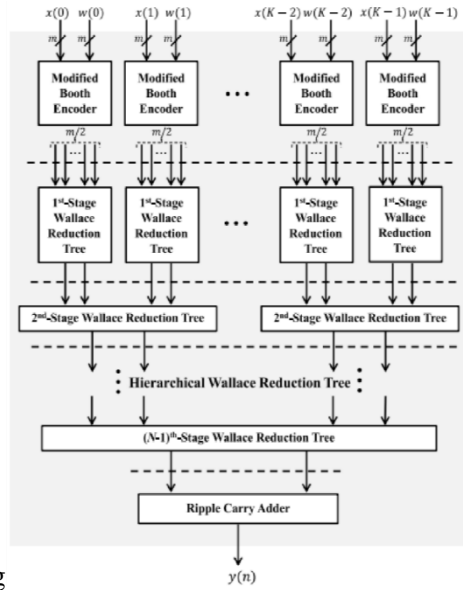 x(0) w(0) x(1) w(1) x(K−2) w(K−2) x(K−1) w(K−1)
m m m m m m m m
Modified Booth Encoder
Modified Booth Encoder
...
Modified Booth Encoder
Modified Booth Encoder
m/2 m/2 m/2 m/2
... ... ... ...
1st-Stage Wallace Reduction Tree
1st-Stage Wallace Reduction Tree
...
1st-Stage Wallace Reduction Tree
1st-Stage Wallace Reduction Tree
2nd-Stage Wallace Reduction Tree
2nd-Stage Wallace Reduction Tree
Hierarchical Wallace Reduction Tree
(N-1)th-Stage Wallace Reduction Tree
Ripple Carry Adder
y(n)
g